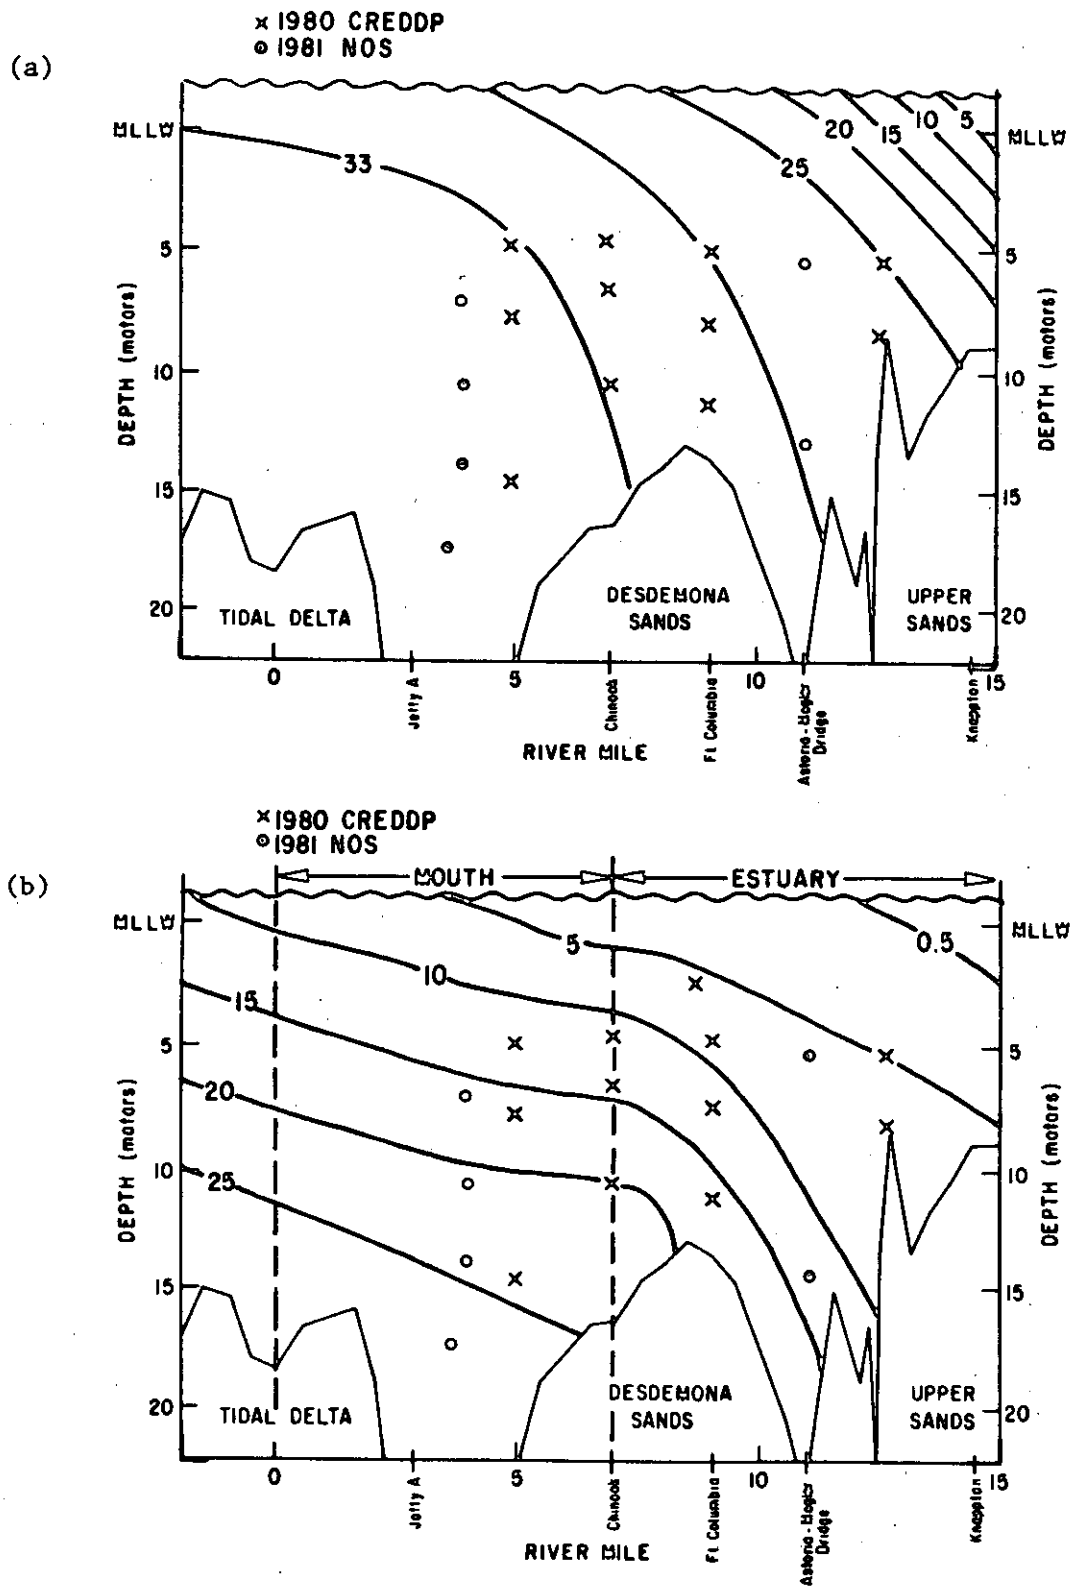 x 1980 CREDDP
o 1981 NOS
(a)
MLLW
MLLW
33
25
20
15
10
5
5
10
15
20
5
10
15
20
DEPTH (meters)
DEPTH (meters)
TIDAL DELTA
DESDEMONA
SANDS
UPPER
SANDS
0
5
10
15
Jetty A
Chinook
Ft Columbia
Astoria-Megler
Bridge
Knappton
RIVER MILE
x 1980 CREDDP
o 1981 NOS
(b)
MOUTH
ESTUARY
MLLW
MLLW
5
0.5
10
15
20
25
5
10
15
20
5
10
15
20
DEPTH (meters)
DEPTH (meters)
TIDAL DELTA
DESDEMONA
SANDS
UPPER
SANDS
0
5
10
15
Jetty A
Chinook
Ft Columbia
Astoria-Megler
Bridge
Knappton
RIVER MILE